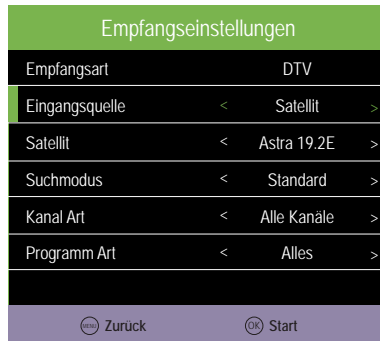 Empfangseinstellungen
Empfangsart DTV
Eingangsquelle < Satellit >
Satellit < Astra 19.2E >
Suchmodus < Standard >
Kanal Art < Alle Kanäle >
Programm Art < Alles >
MENU Zurück OK Start